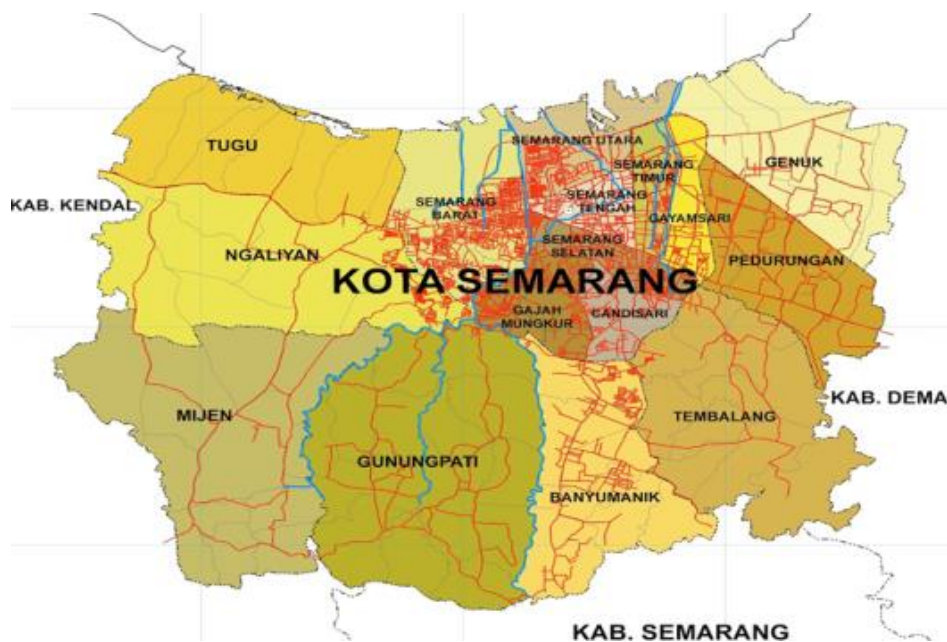 TUGU
SEMARANG UTARA
GENUK
SEMARANG
TIMUR
KAB. KENDAL
SEMARANG
BARAT
SEMARANG
TENGAH
GAYAMSARI
NGALIYAN
SEMARANG
SELATAN
PEDURUNGAN
KOTA SEMARANG
GAJAH
MUNGKUR
CANDISARI
KAB. DEMA
MIJEN
TEMBALANG
GUNUNGPATI
BANYUMANIK
KAB. SEMARANG